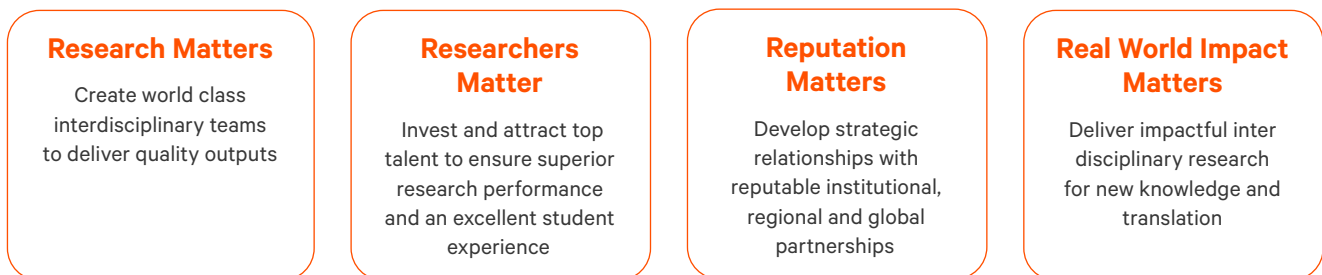 Research Matters
Create world class
interdisciplinary teams
to deliver quality outputs
Researchers
Matter
Invest and attract top
talent to ensure superior
research performance
and an excellent student
experience
Reputation
Matters
Develop strategic
relationships with
reputable institutional,
regional and global
partnerships
Real World Impact
Matters
Deliver impactful inter
disciplinary research
for new knowledge and
translation